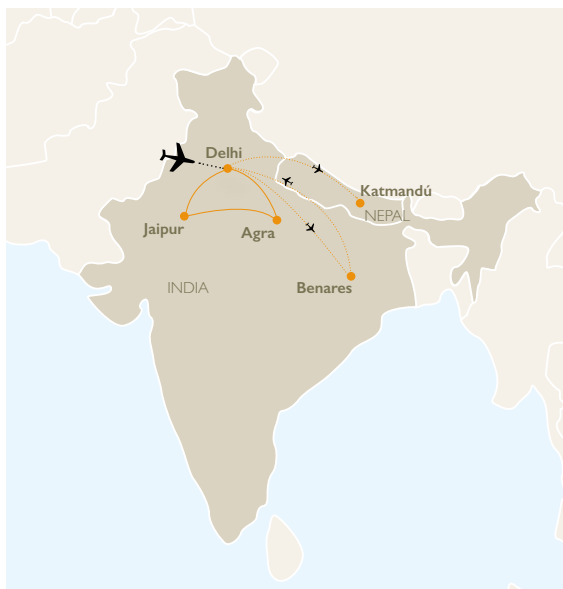 Delhi
Katmandú
NEPAL
Jaipur
Agra
INDIA
Benares